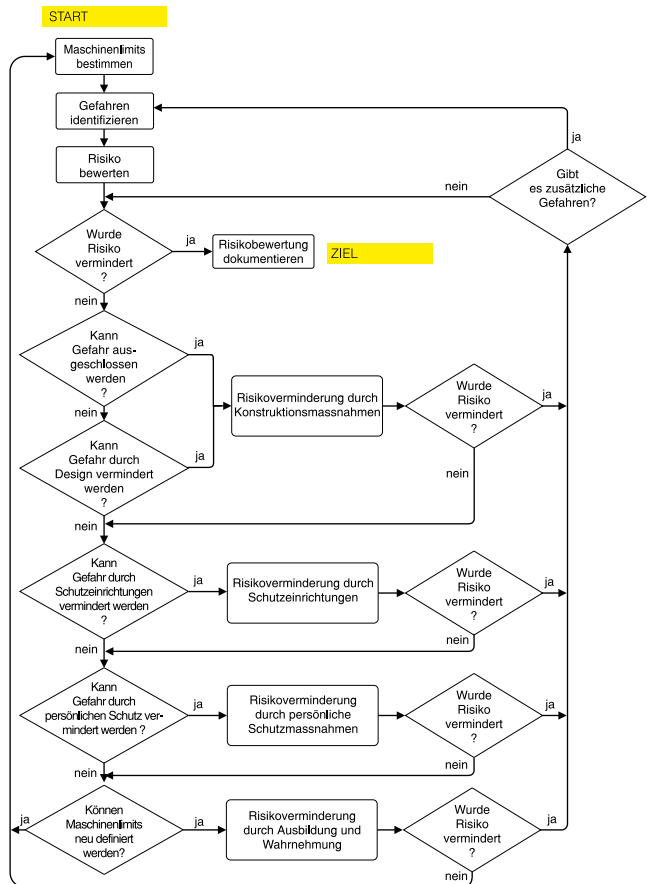 START
Maschinenlimits
bestimmen
Gefahren
identifizieren
ja
Risiko
bewerten
Gibt
es zusätzliche
Gefahren?
nein
Wurde
Risiko
vermindert
?
ja
Risikobewertung
dokumentieren
ZIEL
nein
Kann
Gefahr aus-
geschlossen
werden
?
ja
nein
Risikoverminderung durch
Konstruktionsmassnahmen
Wurde
Risiko
vermindert
?
ja
nein
Kann
Gefahr durch
Design vermindert
werden
?
ja
nein
Kann
Gefahr durch
Schutzeinrichtungen
vermindert werden
?
ja
Risikoverminderung durch
Schutzeinrichtungen
Wurde
Risiko
vermindert
?
ja
nein
nein
Kann
Gefahr durch
persönlichen Schutz ver-
mindert werden ?
ja
Risikoverminderung
durch persönliche
Schutzmassnahmen
Wurde
Risiko
vermindert
?
ja
nein
nein
ja
Können
Maschinenlimits
neu definiert
werden?
ja
Risikoverminderung
durch Ausbildung und
Wahrnehmung
Wurde
Risiko
vermindert
?
ja
nein